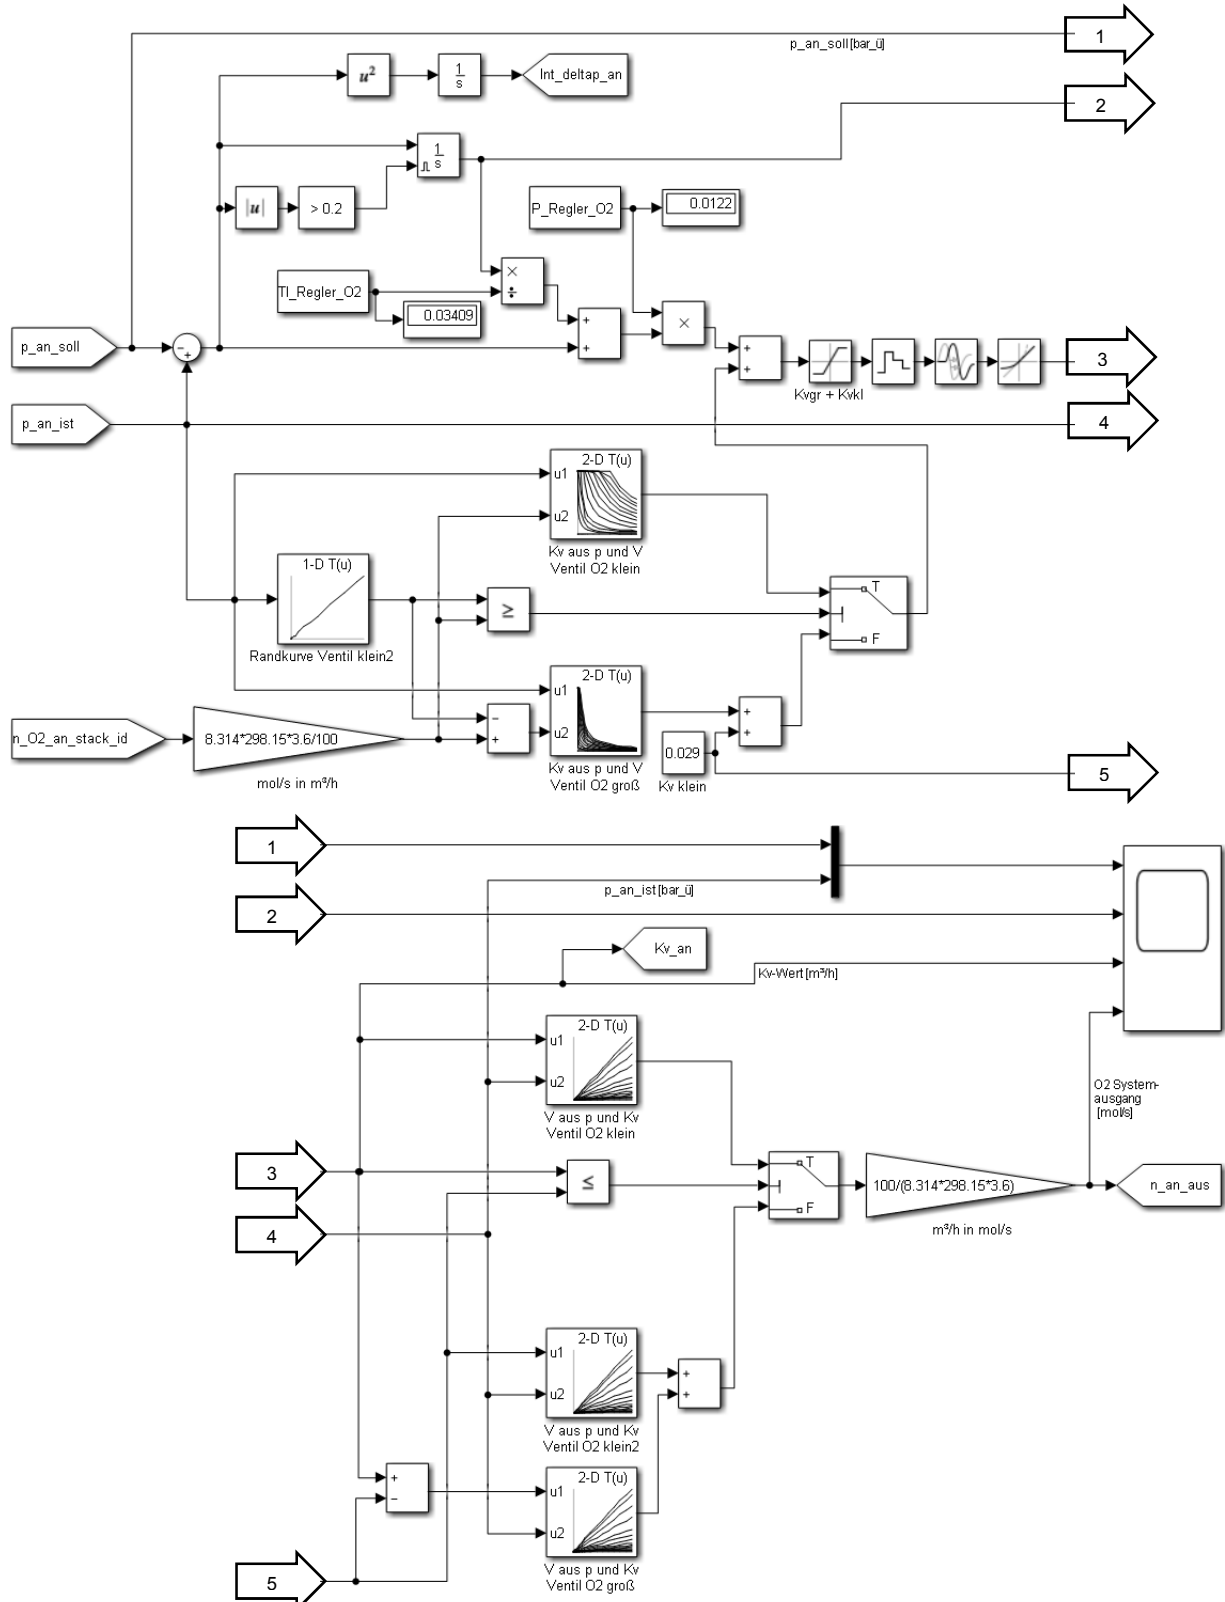 1
p_an_soll[bar_ü]
u²
1
s
Int_deltap_an
2
1
s
|u|
> 0.2
P_Regler_O2
0.0122
×
÷
TI_Regler_O2
0.03409
+
+
×
p_an_soll
-
+
+
+
3
Kvgr + Kvkl
p_an_ist
4
2-D T(u)
u1
u2
Kv aus p und V
Ventil O2 klein
1-D T(u)
≥
T
F
Randkurve Ventil klein2
2-D T(u)
u1
u2
−
+
+
+
n_O2_an_stack_id
8.314*298.15*3.6/100
0.029
Kv aus p und V
Ventil O2 groß
Kv klein
mol/s in m³/h
5
1
p_an_ist[bar_ü]
2
Kv_an
Kv-Wert[m³/h]
2-D T(u)
u1
u2
V aus p und Kv
Ventil O2 klein
O2 System-
ausgang
[mol/s]
3
≤
T
F
100/(8.314*298.15*3.6)
n_an_aus
m³/h in mol/s
4
2-D T(u)
u1
u2
+
+
V aus p und Kv
Ventil O2 klein2
+
−
2-D T(u)
u1
u2
V aus p und Kv
Ventil O2 groß
5